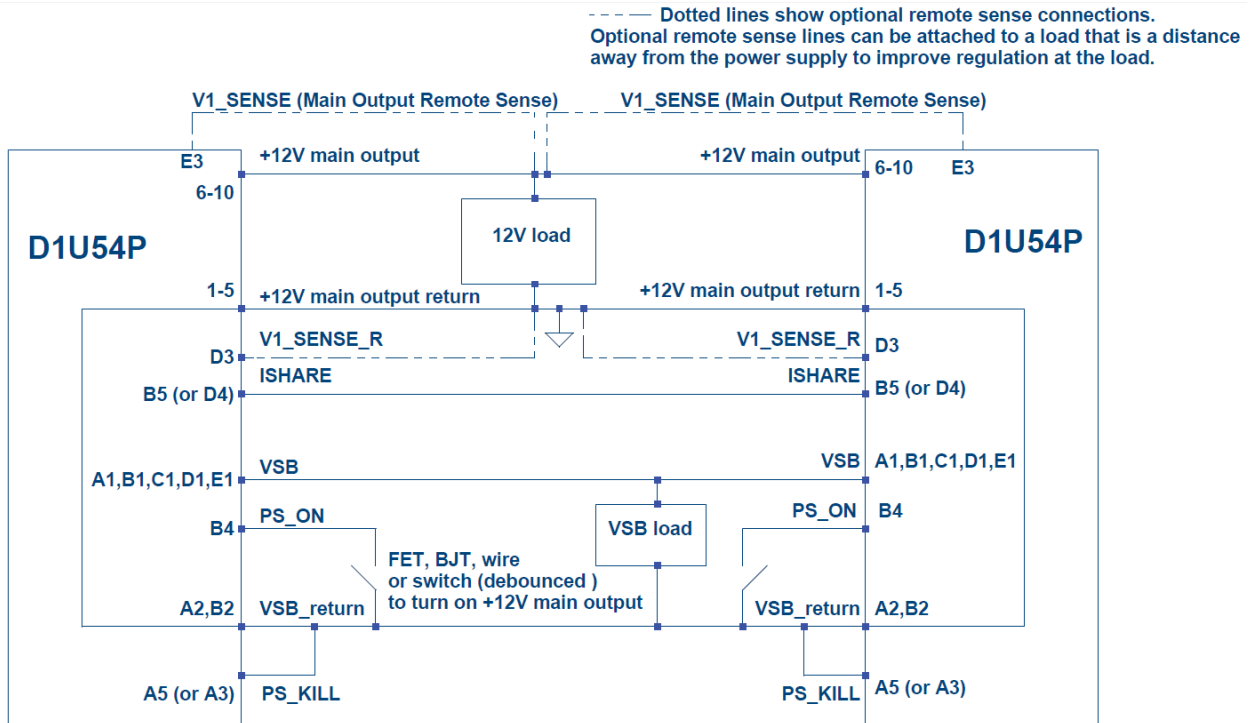 Dotted lines show optional remote sense connections.
Optional remote sense lines can be attached to a load that is a distance
away from the power supply to improve regulation at the load.
V1_SENSE (Main Output Remote Sense)
V1_SENSE (Main Output Remote Sense)
E3
+12V main output
+12V main output
6-10
E3
6-10
D1U54P
12V load
D1U54P
1-5
+12V main output return
+12V main output return
1-5
V1_SENSE_R
V1_SENSE_R
D3
D3
ISHARE
ISHARE
B5 (or D4)
B5 (or D4)
A1,B1,C1,D1,E1
VSB
VSB
A1,B1,C1,D1,E1
B4
PS_ON
PS_ON
B4
VSB load
FET, BJT, wire
or switch (debounced )
to turn on +12V main output
A2,B2
VSB_return
VSB_return
A2,B2
A5 (or A3)
PS_KILL
PS_KILL
A5 (or A3)